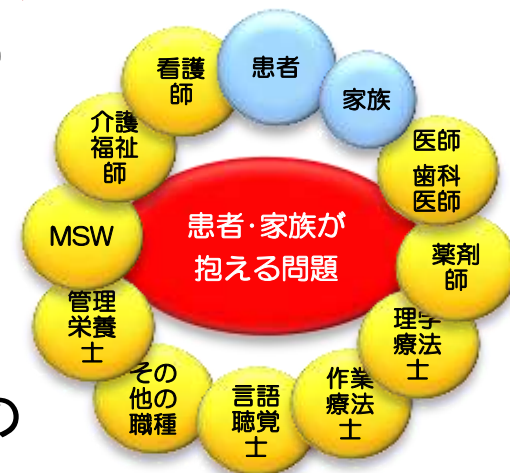 患者
家族
医師
歯科
医師
薬剤
師
理学
療法
士
作業
療法
士
言語
聴覚
士
その
他の
職種
管理
栄養
士
MSW
介護
福祉
師
看護
師
患者・家族が
抱える問題
の